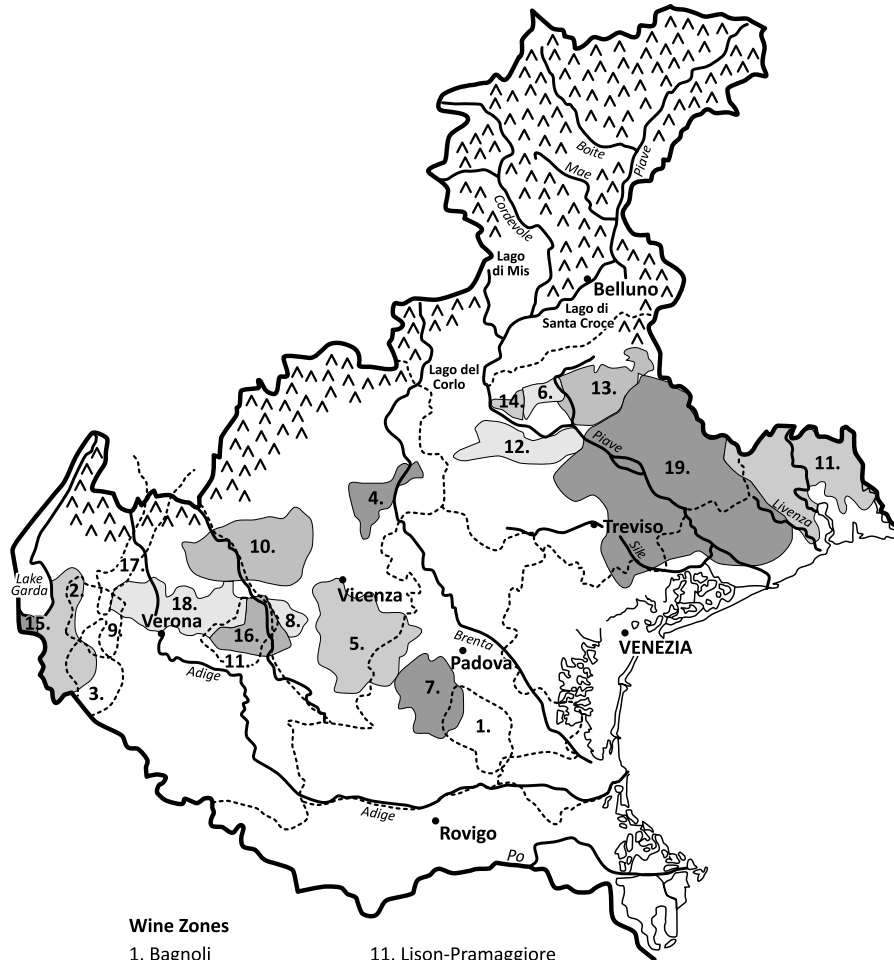 Boite
Piave
Mae
Cordevole
Lago
di Mis
Belluno
Lago di
Santa Croce
Lago del
Corlo
14.
6.
13.
12.
Piave
19.
11.
4.
Livenza
Treviso
Sile
10.
17.
Lake
Garda
2.
18.
Vicenza
15.
9.
Verona
16.
8.
5.
11.
Adige
3.
Brenta
Padova
VENEZIA
7.
1.
Adige
Rovigo
Po
Wine Zones
1. Bagnoli
11. Lison-Pramaggiore